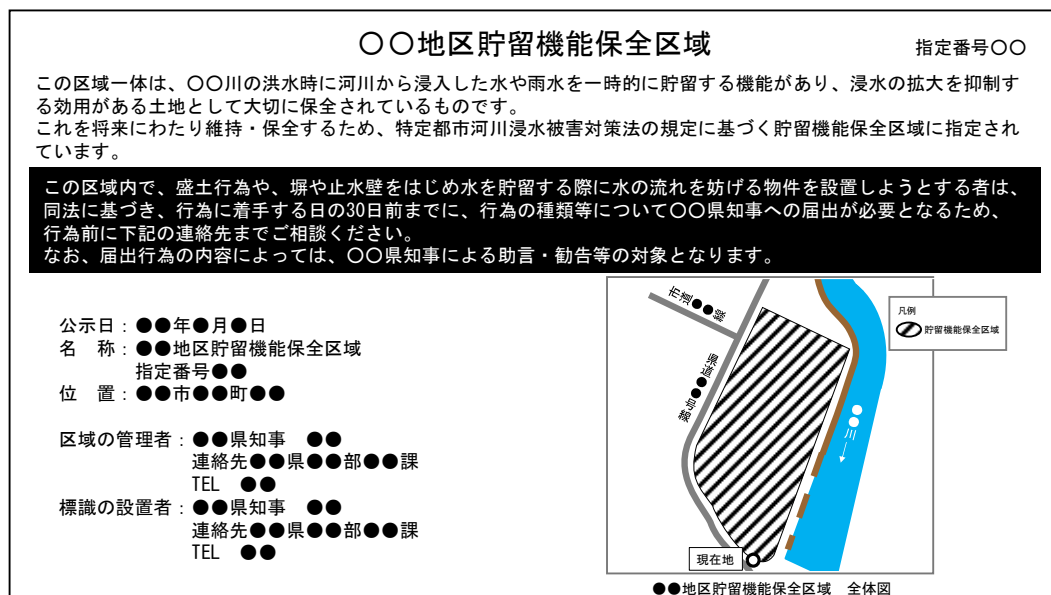 〇〇地区貯留機能保全区域
指定番号〇〇
この区域一体は、〇〇川の洪水時に河川から浸入した水や雨水を一時的に貯留する機能があり、浸水の拡大を抑制す
る効用がある土地として大切に保全されているものです。
これを将来にわたり維持・保全するため、特定都市河川浸水被害対策法の規定に基づく貯留機能保全区域に指定され
ています。
この区域内で、盛土行為や、塀や止水壁をはじめ水を貯留する際に水の流れを妨げる物件を設置しようとする者は、
同法に基づき、行為に着手する日の30日前までに、行為の種類等について〇〇県知事への届出が必要となるため、
行為前に下記の連絡先までご相談ください。
なお、届出行為の内容によっては、〇〇県知事による助言・勧告等の対象となります。
公示日：●●年●月●日
名　称：●●地区貯留機能保全区域
指定番号●●
位　置：●●市●●町●●
区域の管理者：●●県知事　●●
連絡先●●県●●部●●課
TEL　●●
標識の設置者：●●県知事　●●
連絡先●●県●●部●●課
TEL　●●
市道●●線
県道●●号線
●●川
凡例
貯留機能保全区域
現在地
●●地区貯留機能保全区域　全体図